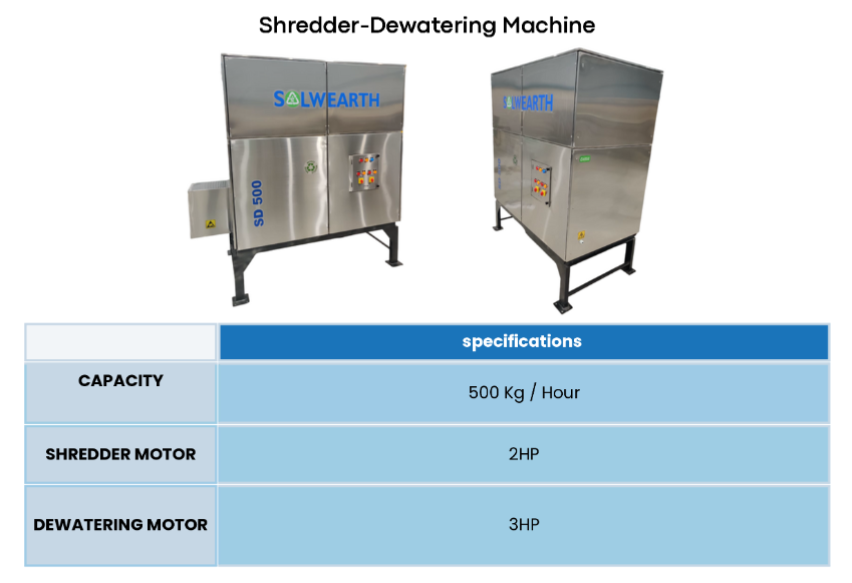 Shredder-Dewatering Machine
SOLWEARTH
SOLWEARTH
SD 500
specifications
CAPACITY
500 Kg / Hour
SHREDDER MOTOR
2HP
DEWATERING MOTOR
3HP